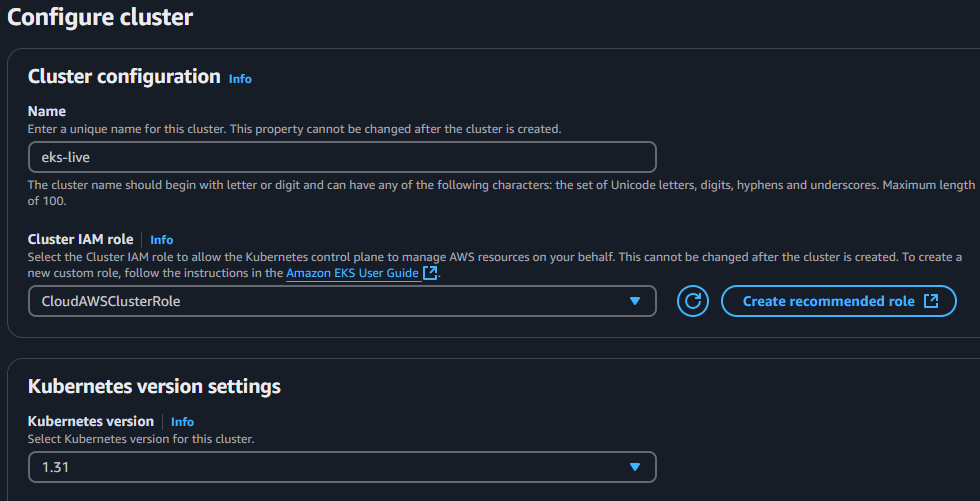 Configure cluster
Cluster configuration Info
Name
Enter a unique name for this cluster. This property cannot be changed after the cluster is created.
eks-live
The cluster name should begin with letter or digit and can have any of the following characters: the set of Unicode letters, digits, hyphens and underscores. Maximum length
of 100.
Cluster IAM role Info
Select the Cluster IAM role to allow the Kubernetes control plane to manage AWS resources on your behalf. This cannot be changed after the cluster is created. To create a
new custom role, follow the instructions in the Amazon EKS User Guide.
CloudAWSClusterRole Create recommended role
Kubernetes version settings
Kubernetes version Info
Select Kubernetes version for this cluster.
1.31